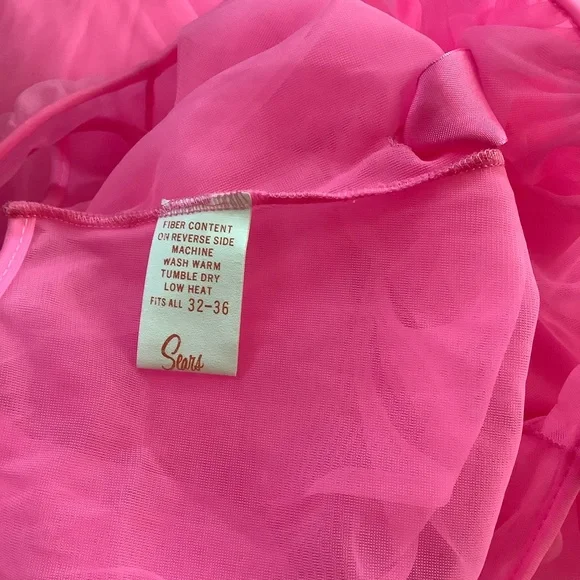 FIBER CONTENT
ON REVERSE SIDE
MACHINE
WASH WARM
TUMBLE DRY
LOW HEAT
FITS ALL 32-36
Sears